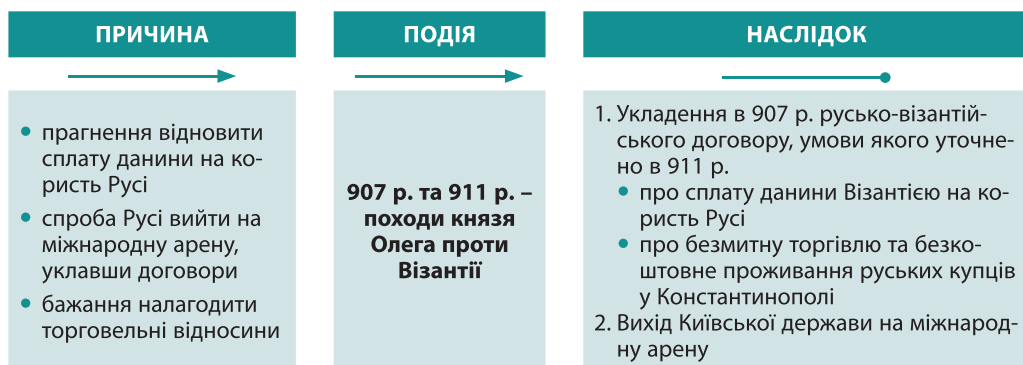 ПРИЧИНА
ПОДІЯ
НАСЛІДОК
• прагнення відновити
сплату данини на ко-
ристь Русі
• спроба Русі вийти на
міжнародну арену,
уклавши договори
• бажання налагодити
торговельні відносини
907 р. та 911 р. –
походи князя
Олега проти
Візантії
1. Укладення в 907 р. русько-візантій-
ського договору, умови якого уточне-
но в 911 р.
• про сплату данини Візантією на ко-
ристь Русі
• про безмитну торгівлю та безко-
штовне проживання руських купців
у Константинополі
2. Вихід Київської держави на міжнарод-
ну арену